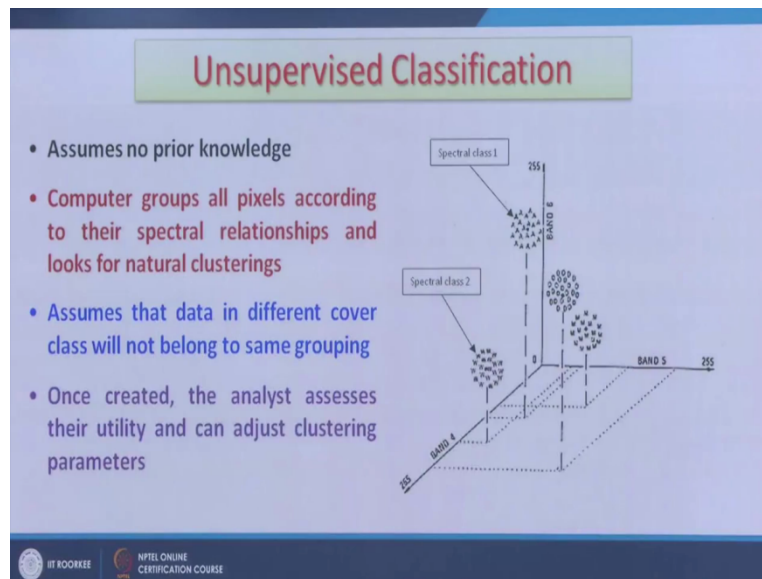 Unsupervised Classification
• Assumes no prior knowledge
• Computer groups all pixels according
to their spectral relationships and
looks for natural clusterings
• Assumes that data in different cover
class will not belong to same grouping
• Once created, the analyst assesses
their utility and can adjust clustering
parameters
Spectral class 1
255
BAND 6
Spectral class 2
0
BAND 5
255
BAND 4
255
IIT ROORKEE
NPTEL ONLINE
CERTIFICATION COURSE